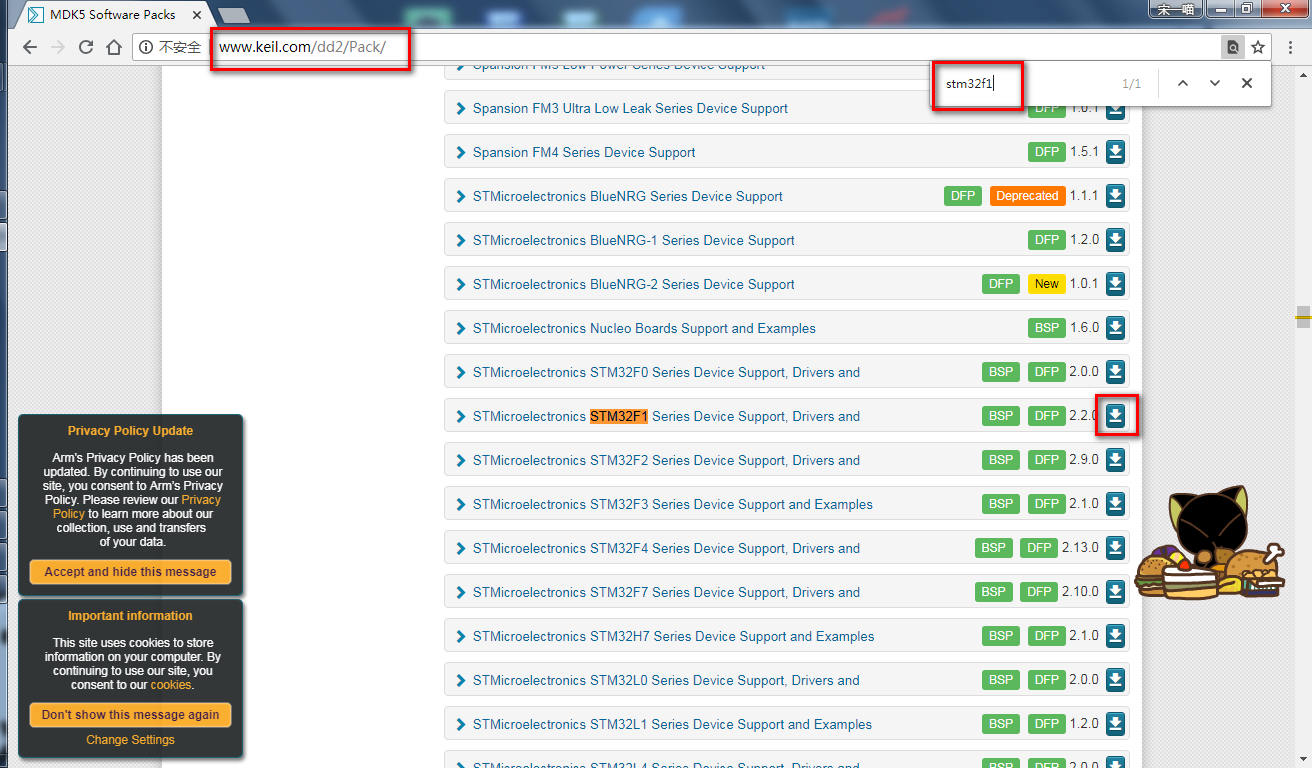 MDK5 Software Packs
宋一喵
不安全
www.keil.com/dd2/Pack/
stm32f1
1/1
Spansion FM3 Low Power Series Device Support
Spansion FM3 Ultra Low Leak Series Device Support DFP 1.0.1
Spansion FM4 Series Device Support DFP 1.5.1
STMicroelectronics BlueNRG Series Device Support DFP Deprecated 1.1.1
STMicroelectronics BlueNRG-1 Series Device Support DFP 1.2.0
STMicroelectronics BlueNRG-2 Series Device Support DFP New 1.0.1
STMicroelectronics Nucleo Boards Support and Examples BSP 1.6.0
STMicroelectronics STM32F0 Series Device Support, Drivers and BSP DFP 2.0.0
STMicroelectronics STM32F1 Series Device Support, Drivers and BSP DFP 2.2.0
STMicroelectronics STM32F2 Series Device Support, Drivers and BSP DFP 2.9.0
STMicroelectronics STM32F3 Series Device Support and Examples BSP DFP 2.1.0
STMicroelectronics STM32F4 Series Device Support, Drivers and BSP DFP 2.13.0
STMicroelectronics STM32F7 Series Device Support, Drivers and BSP DFP 2.10.0
STMicroelectronics STM32H7 Series Device Support and Examples BSP DFP 2.1.0
STMicroelectronics STM32L0 Series Device Support, Drivers and BSP DFP 2.0.0
STMicroelectronics STM32L1 Series Device Support and Examples BSP DFP 1.2.0
STMicroelectronics STM32L4 Series Device Support, Drivers and BSP DFP 2.0.0
Privacy Policy Update
Arm's Privacy Policy has been
updated. By continuing to use our
site, you consent to Arm's Privacy
Policy. Please review our Privacy
Policy to learn more about our
collection, use and transfers
of your data.
Accept and hide this message
Important information
This site uses cookies to store
information on your computer. By
continuing to use our site, you
consent to our cookies.
Don't show this message again
Change Settings